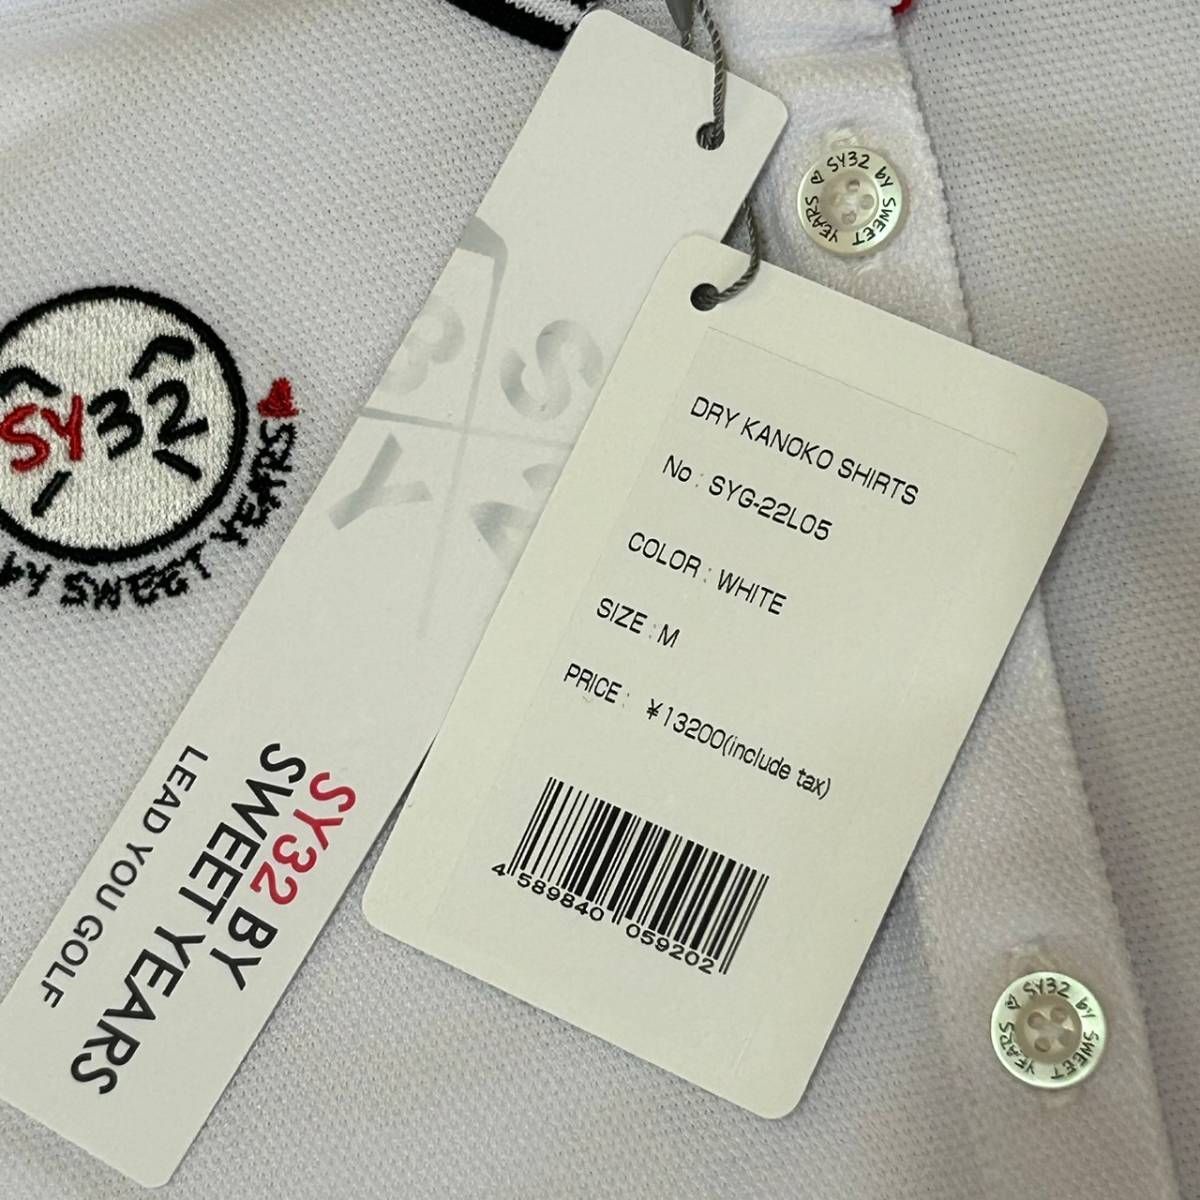 SY32
by SWEET YEARS
SY32 by SWEET YEARS
DRY KANOKO SHIRTS
No : SYG-22L05
COLOR : WHITE
SIZE : M
PRICE : ¥13200(include tax)
4 589840 059202
SY32 BY
SWEET YEARS
LEAD YOU GOLF
S
3
Y
SY32 by SWEET YEARS